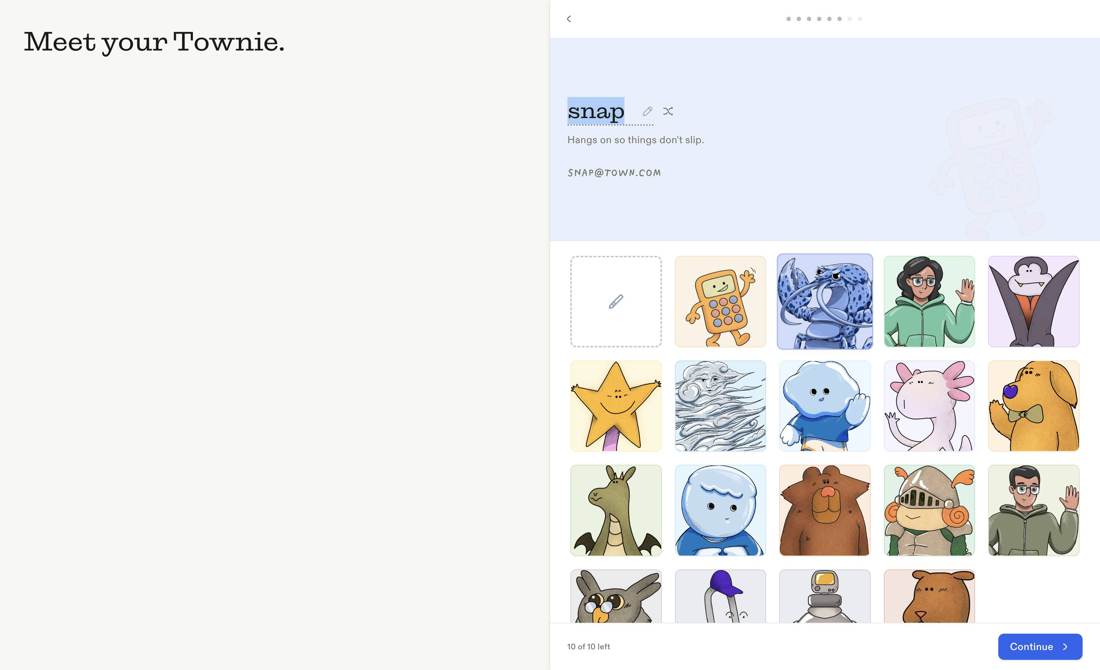 Meet your Townie.
snap
Hangs on so things don't slip.
SNAP@TOWN.COM
10 of 10 left
Continue